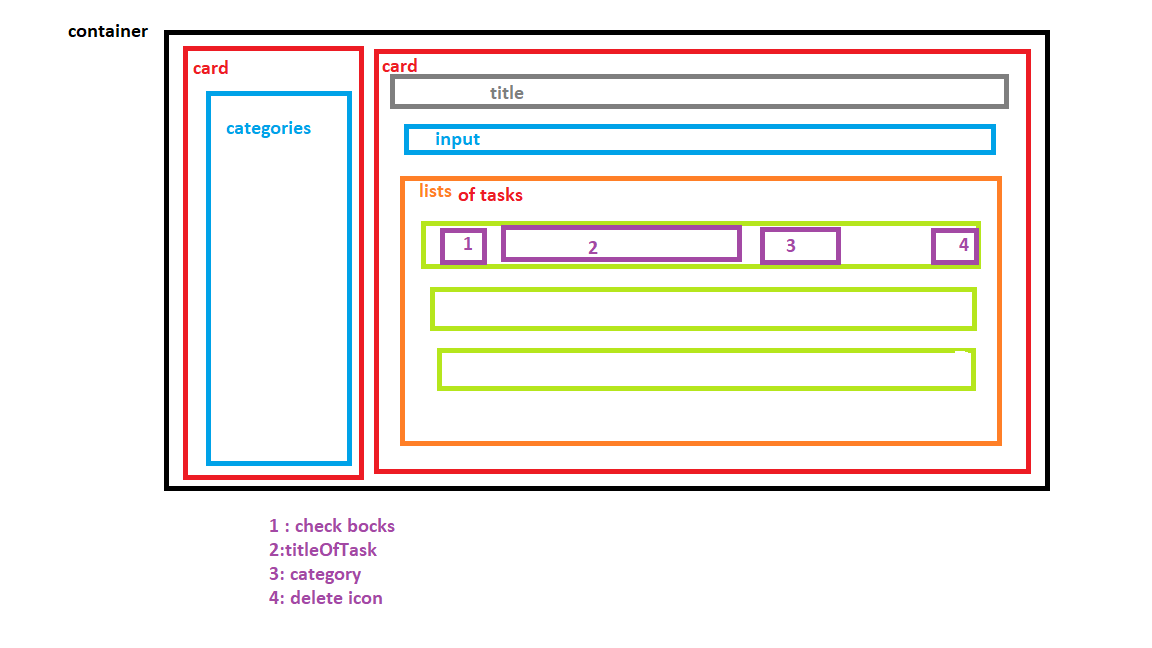 container
card
categories
card
title
input
lists of tasks
1 2 3 4
1 : check bocks
2:titleOfTask
3: category
4: delete icon